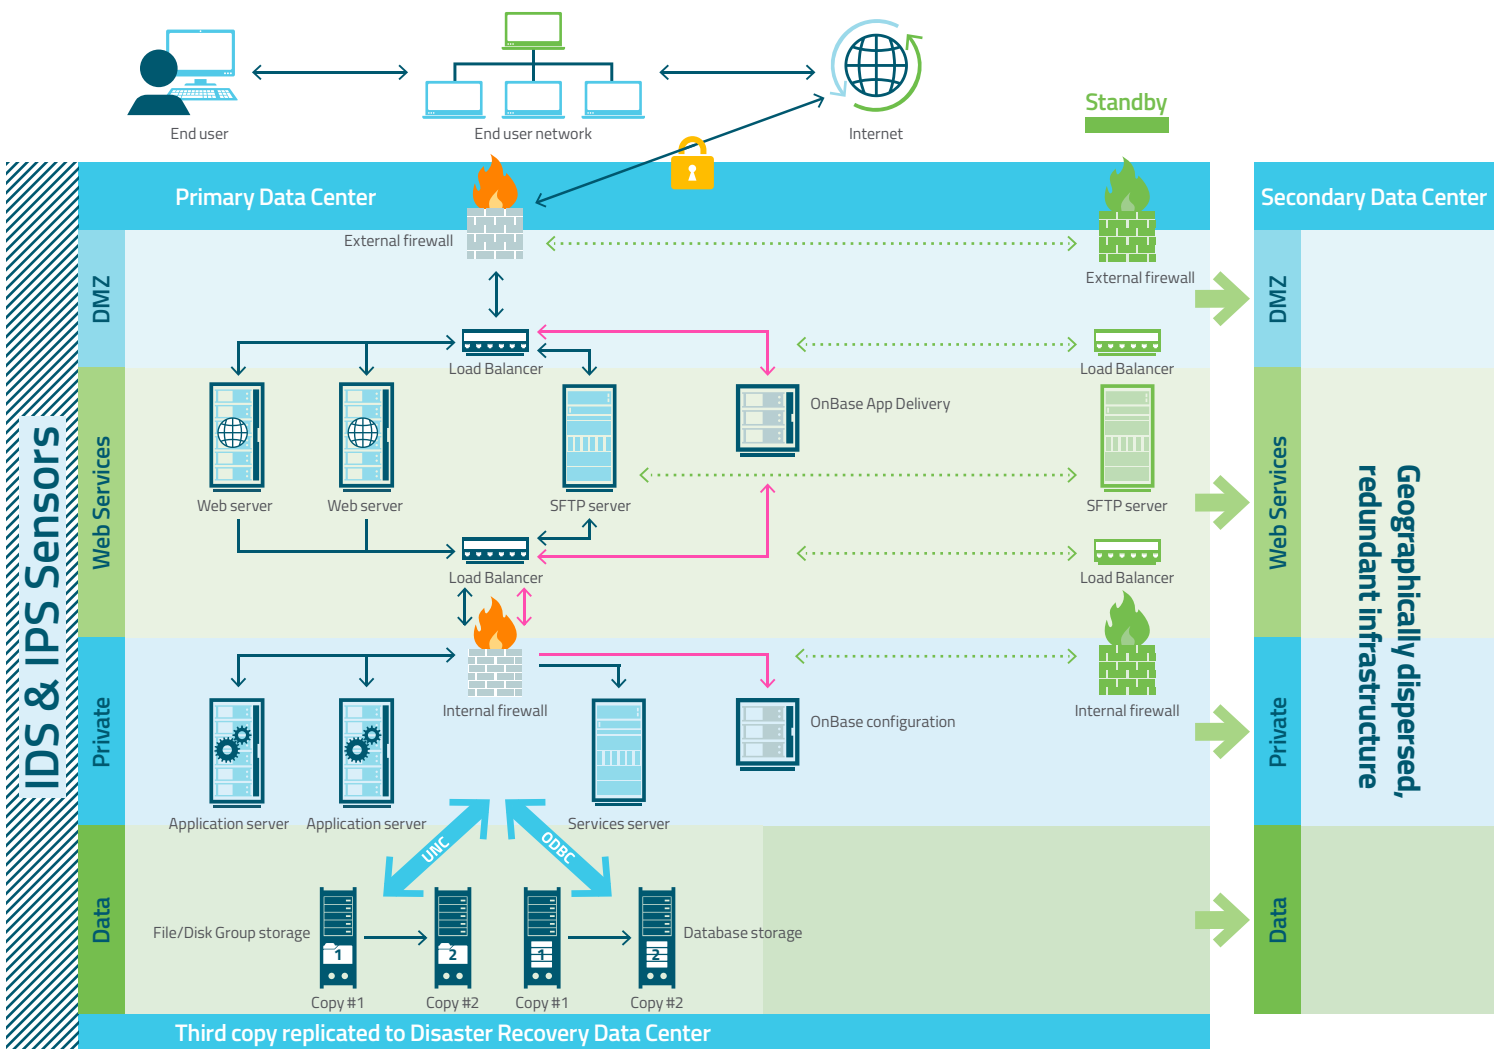 End user
End user network
Internet
Standby
Primary Data Center
Secondary Data Center
IDS & IPS Sensors
DMZ
External firewall
External firewall
DMZ
Load Balancer
Load Balancer
Web Services
OnBase App Delivery
Web Services
Web server
Web server
SFTP server
SFTP server
Load Balancer
Load Balancer
Geographically dispersed,
redundant infrastructure
Private
Internal firewall
OnBase configuration
Internal firewall
Private
Application server
Application server
Services server
UNC
ODBC
Data
File/Disk Group storage
1
2
1
2
Database storage
Data
Copy #1
Copy #2
Copy #1
Copy #2
Third copy replicated to Disaster Recovery Data Center